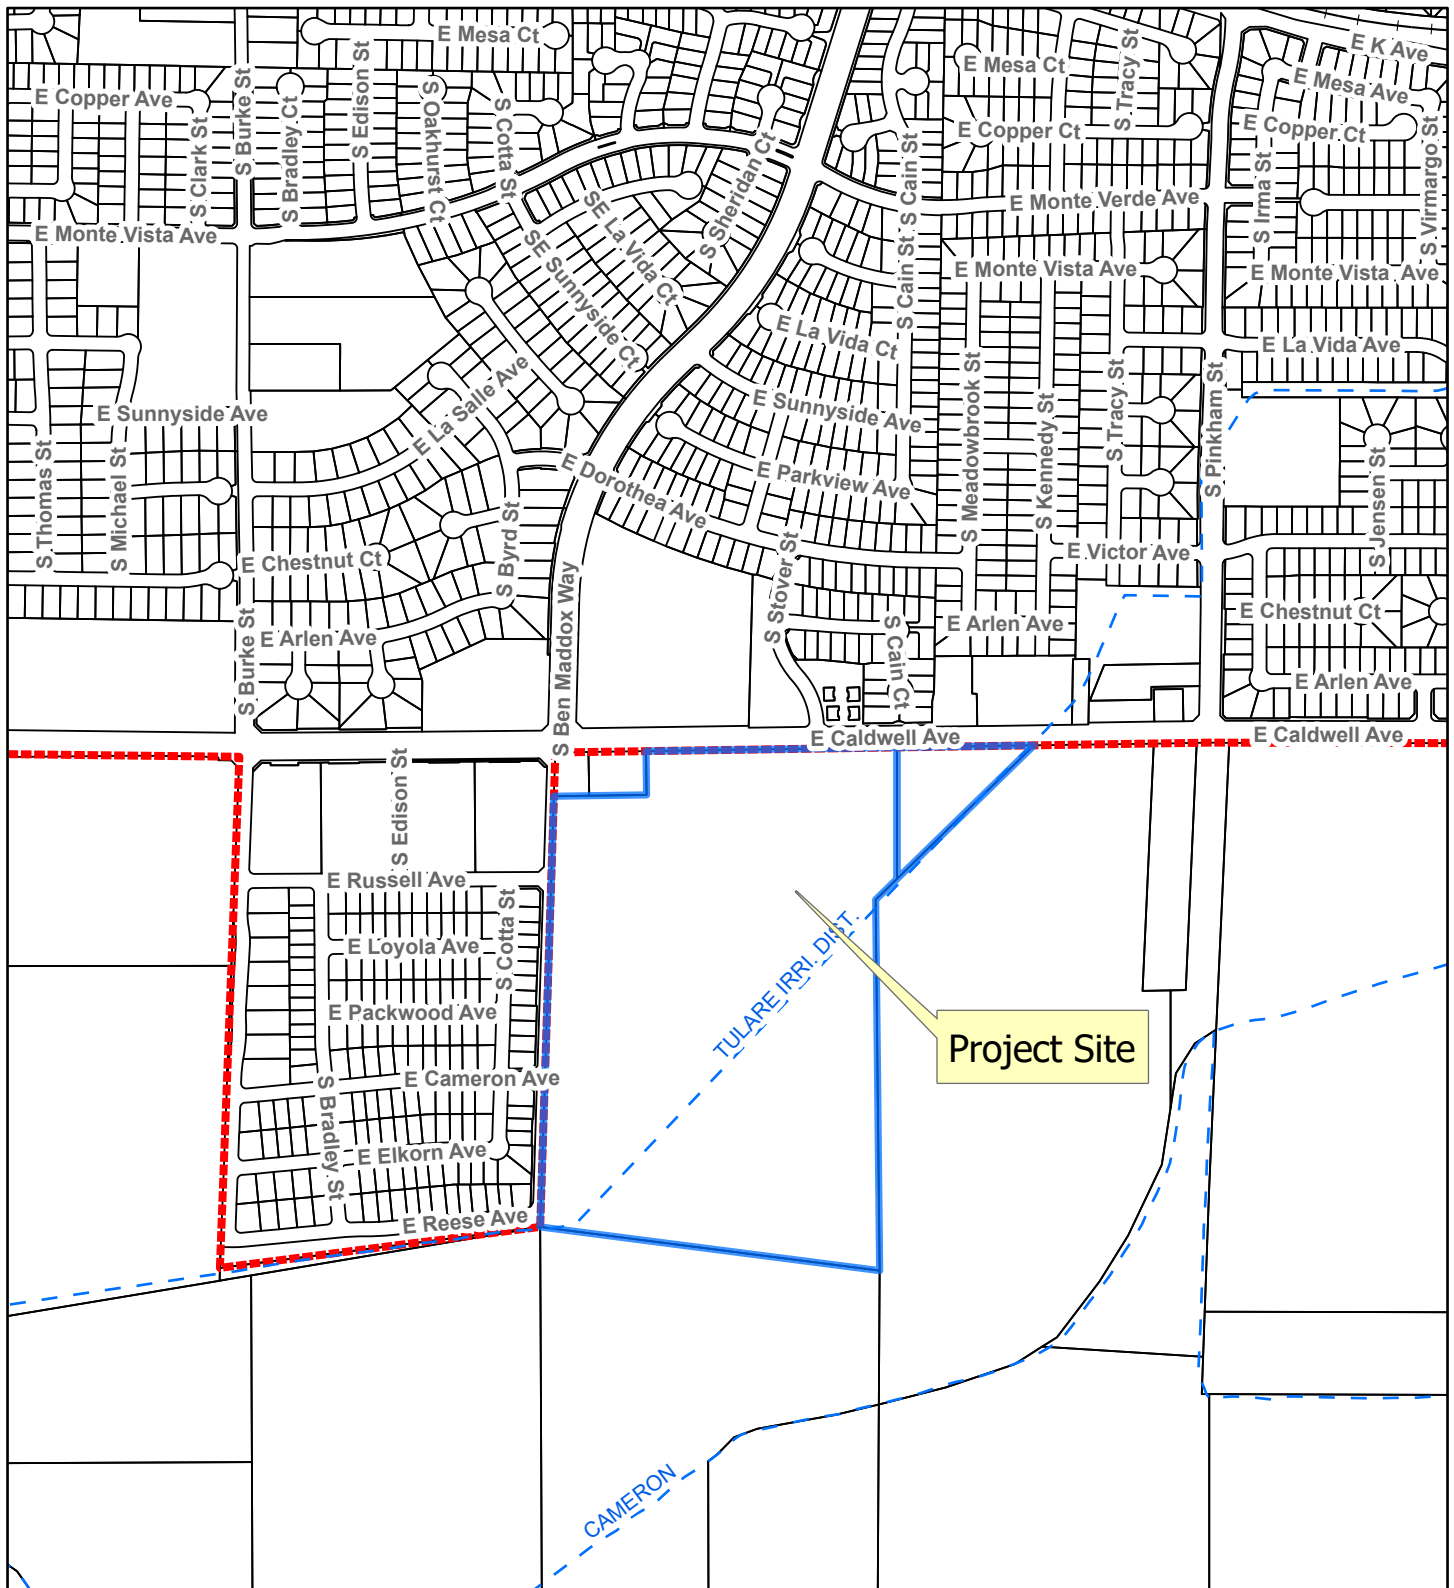 E Mesa Ct
E K Ave
E Mesa Ct
E Mesa Ave
S Tracy St
E Copper Ave
S Burke St
S Edison St
S Bradley Ct
S Oakhurst Ct
S Cotta St
S Clark St
E Copper Ct
E Copper Ct
S Virmargo St
S Sheridan Ct
S Cain St
S Irma St
E Monte Verde Ave
E Monte Vista Ave
SE La Vida Ct
SE Sunnyside Ct
S Cain St
E Monte Vista Ave
E Monte Vista Ave
E La Vida Ct
E La Vida Ave
S Meadowbrook St
S Tracy St
S Pinkham St
E Sunnyside Ave
E La Salle Ave
E Sunnyside Ave
S Kennedy St
S Thomas St
S Michael St
E Dorothea Ave
E Parkview Ave
S Jensen St
S Byrd St
E Chestnut Ct
E Victor Ave
S Stover St
S Ben Maddox Way
E Chestnut Ct
E Arlen Ave
S Burke St
S Cain Ct
E Arlen Ave
E Arlen Ave
E Caldwell Ave
E Caldwell Ave
S Edison St
E Russell Ave
S Cotta St
E Loyola Ave
TULARE IRRI. DIST.
E Packwood Ave
Project Site
E Cameron Ave
S Bradley St
E Elkorn Ave
E Reese Ave
CAMERON